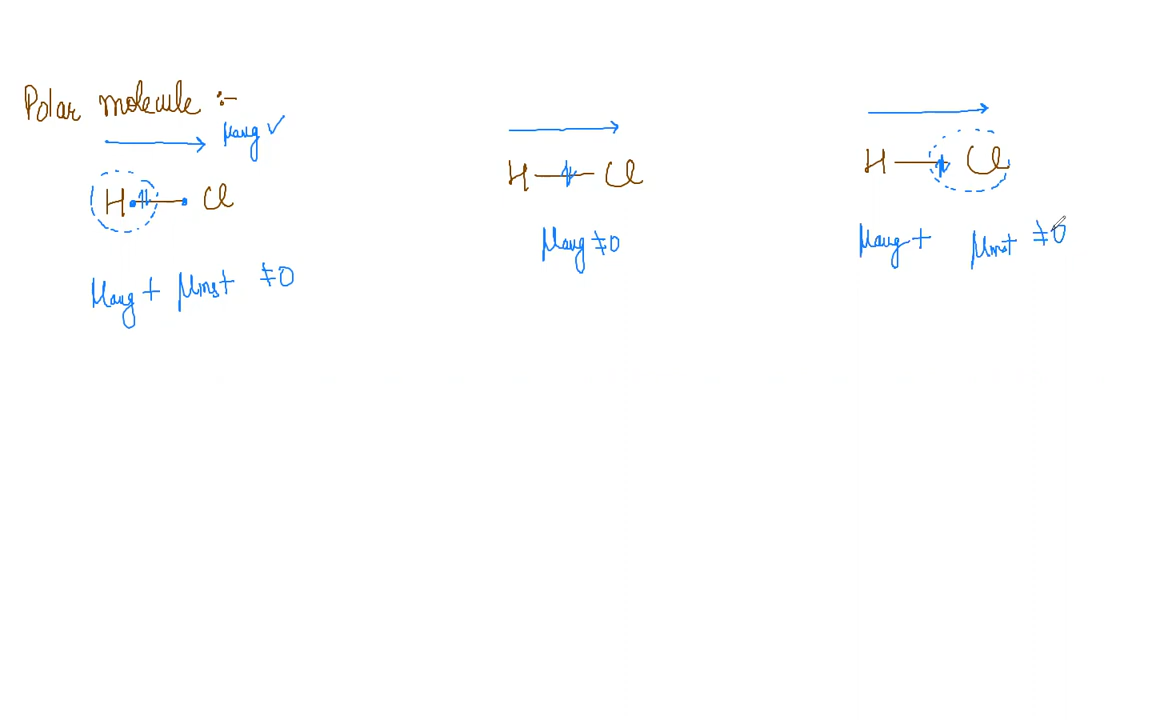 Polar molecule :-
μavg ✓
H — Cl
H — Cl
H — Cl
μavg + μinst ≠0
μavg ≠0
μavg + μinst ≠0